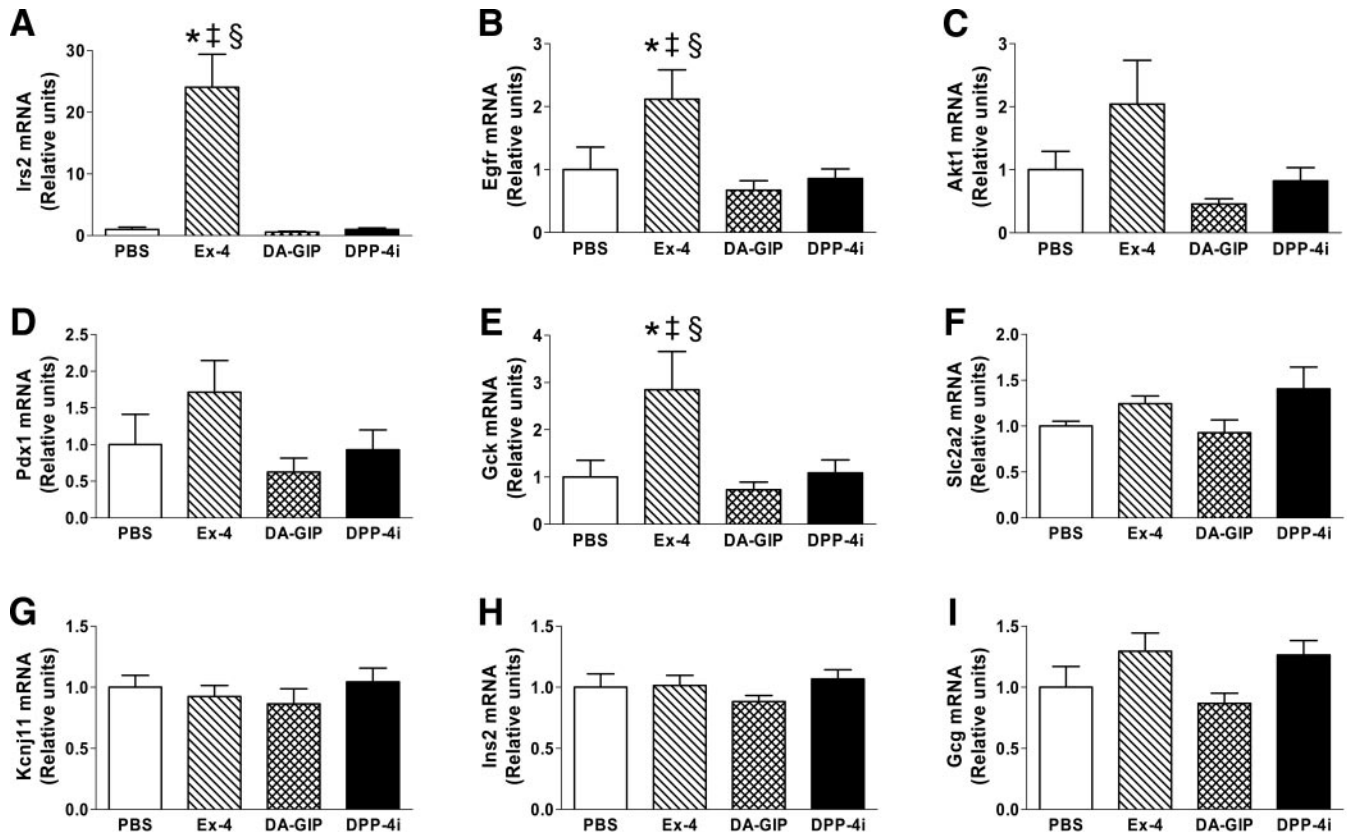 A
Irs2 mRNA
(Relative units)
30
20
10
0
* ‡ §
PBS Ex-4 DA-GIP DPP-4i
B
Egfr mRNA
(Relative units)
3
2
1
0
* ‡ §
PBS Ex-4 DA-GIP DPP-4i
C
Akt1 mRNA
(Relative units)
3
2
1
0
PBS Ex-4 DA-GIP DPP-4i
D
Pdx1 mRNA
(Relative units)
2.5
2.0
1.5
1.0
0.5
0.0
PBS Ex-4 DA-GIP DPP-4i
E
Gck mRNA
(Relative units)
4
3
2
1
0
* ‡ §
PBS Ex-4 DA-GIP DPP-4i
F
Slc2a2 mRNA
(Relative units)
2.0
1.5
1.0
0.5
0.0
PBS Ex-4 DA-GIP DPP-4i
G
Kcnj11 mRNA
(Relative units)
1.5
1.0
0.5
0.0
PBS Ex-4 DA-GIP DPP-4i
H
Ins2 mRNA
(Relative units)
1.5
1.0
0.5
0.0
PBS Ex-4 DA-GIP DPP-4i
I
Gcg mRNA
(Relative units)
1.5
1.0
0.5
0.0
PBS Ex-4 DA-GIP DPP-4i